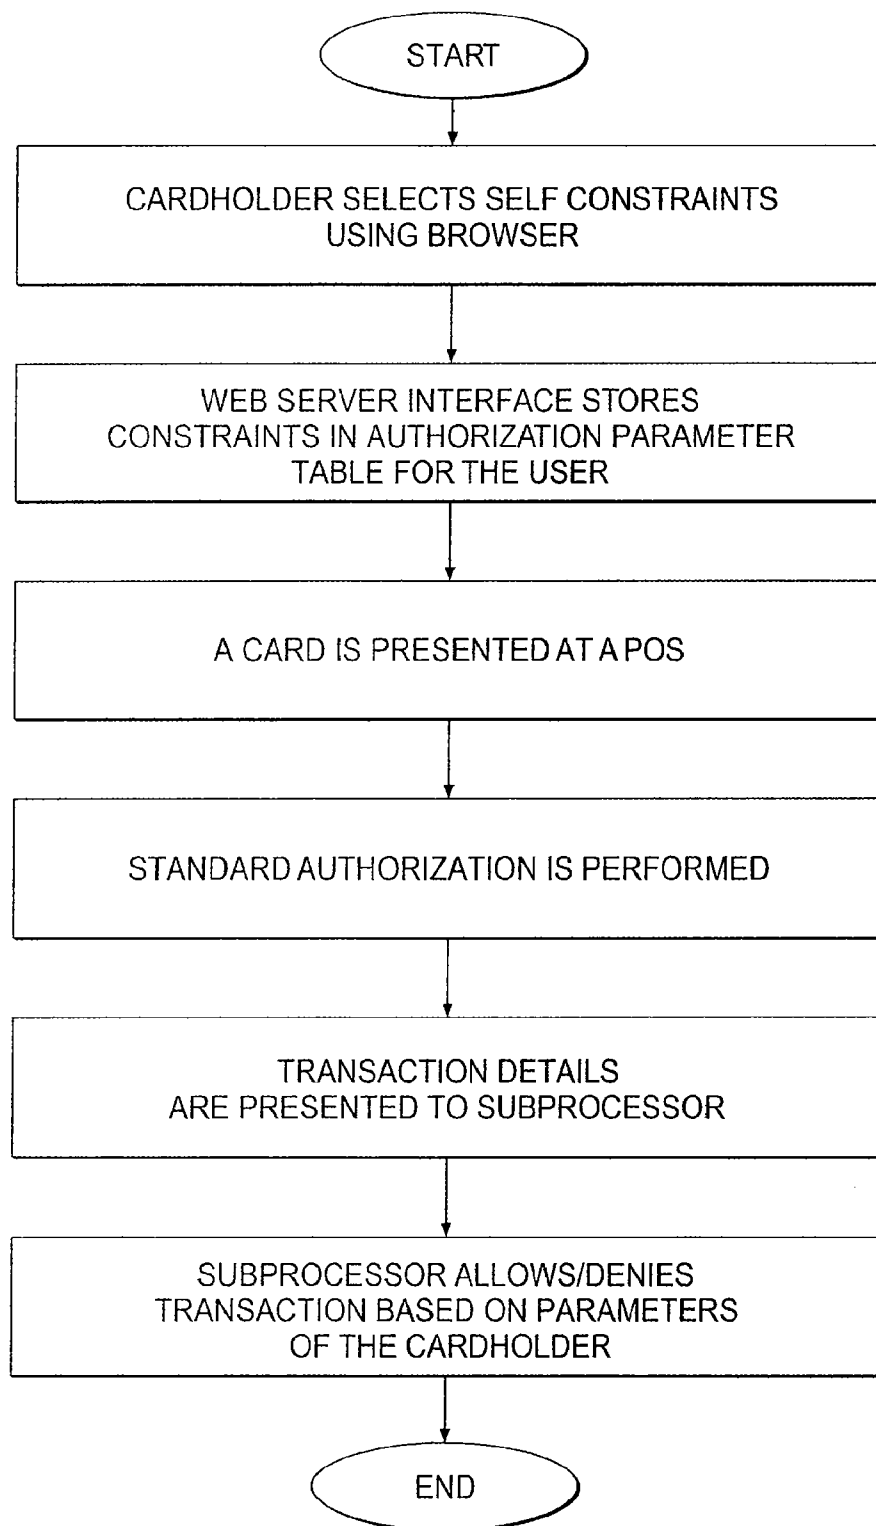 START
CARDHOLDER SELECTS SELF CONSTRAINTS
USING BROWSER
WEB SERVER INTERFACE STORES
CONSTRAINTS IN AUTHORIZATION PARAMETER
TABLE FOR THE USER
A CARD IS PRESENTED AT A POS
STANDARD AUTHORIZATION IS PERFORMED
TRANSACTION DETAILS
ARE PRESENTED TO SUBPROCESSOR
SUBPROCESSOR ALLOWS/DENIES
TRANSACTION BASED ON PARAMETERS
OF THE CARDHOLDER
END